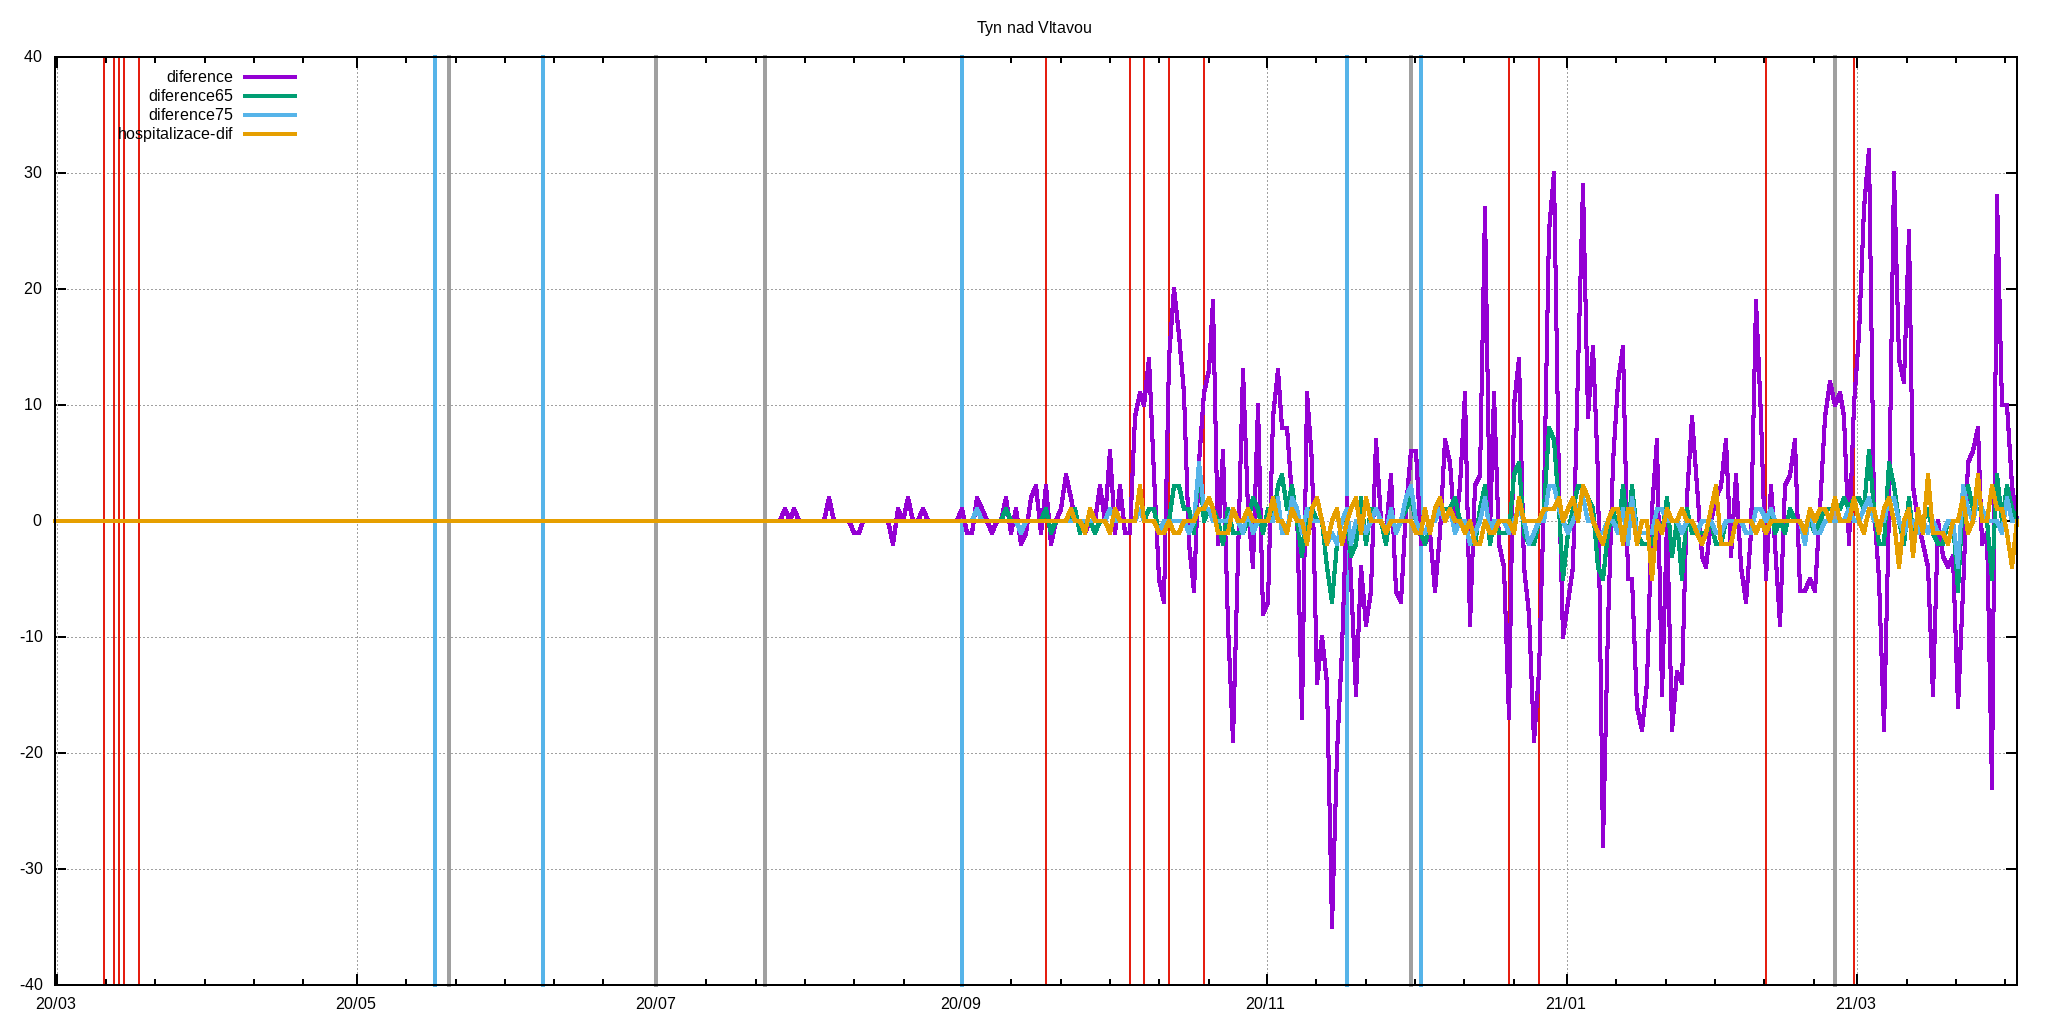 Tyn nad Vltavou
40
30
20
10
0
-10
-20
-30
-40
diference
diference65
diference75
hospitalizace-dif
20/03 20/05 20/07 20/09 20/11 21/01 21/03